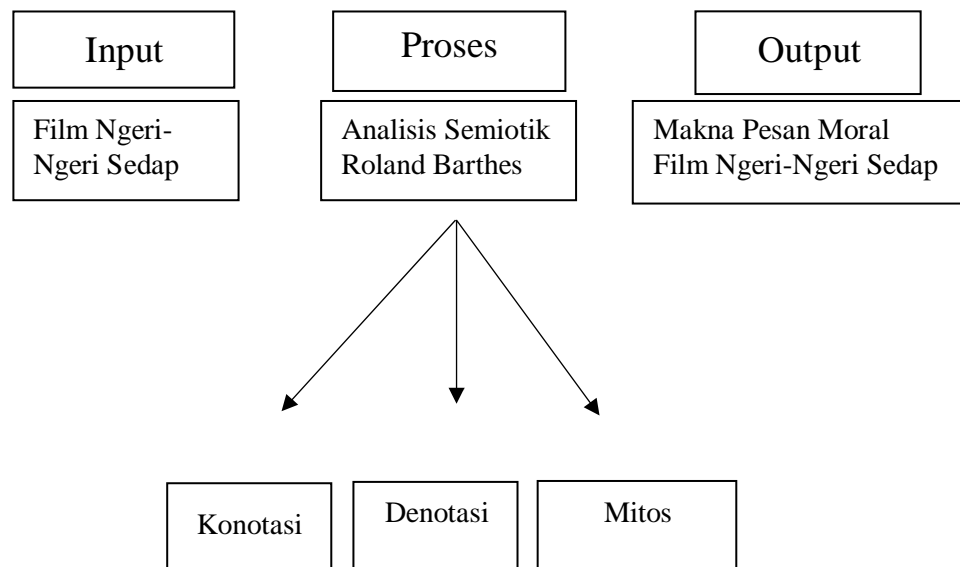 Input
Proses
Output
Film Ngeri-
Ngeri Sedap
Analisis Semiotik
Roland Barthes
Makna Pesan Moral
Film Ngeri-Ngeri Sedap
Konotasi
Denotasi
Mitos